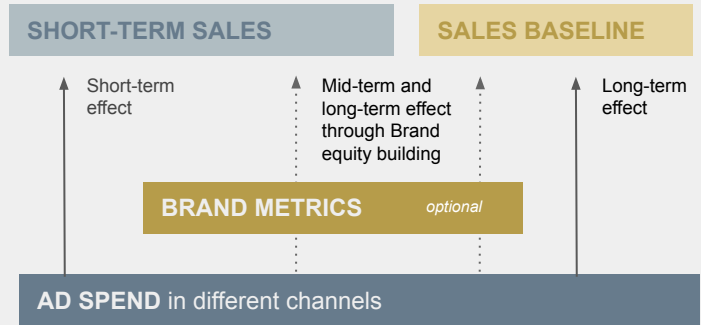 SHORT-TERM SALES
SALES BASELINE
Short-term
effect
Mid-term and
long-term effect
through Brand
equity building
Long-term
effect
BRAND METRICS
optional
AD SPEND in different channels